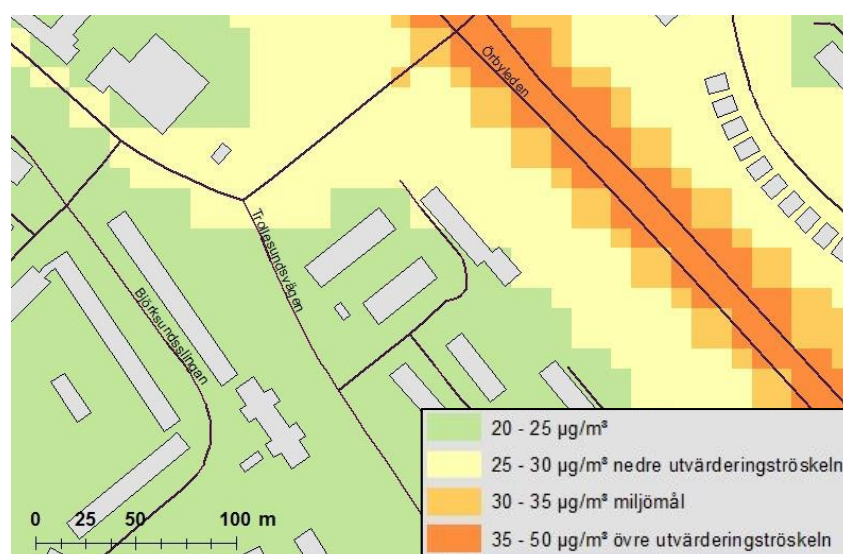 Örbyleden
Trollesundsvägen
Björksundsslingan
20 - 25 µg/m³
25 - 30 µg/m³ nedre utvärderingströskeln
30 - 35 µg/m³ miljömål
35 - 50 µg/m³ övre utvärderingströskeln
0 25 50 100 m